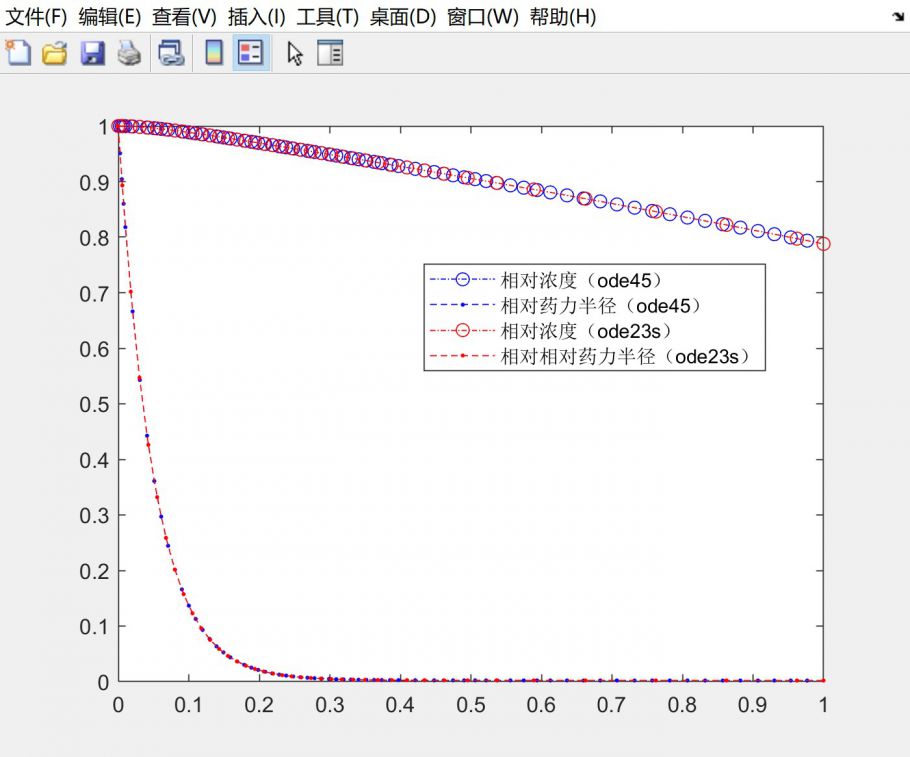 文件(F) 编辑(E) 查看(V) 插入(I) 工具(T) 桌面(D) 窗口(W) 帮助(H)
1
0.9
0.8
0.7
0.6
0.5
0.4
0.3
0.2
0.1
0
相对浓度（ode45）
相对药力半径（ode45）
相对浓度（ode23s）
相对相对药力半径（ode23s）
0 0.1 0.2 0.3 0.4 0.5 0.6 0.7 0.8 0.9 1